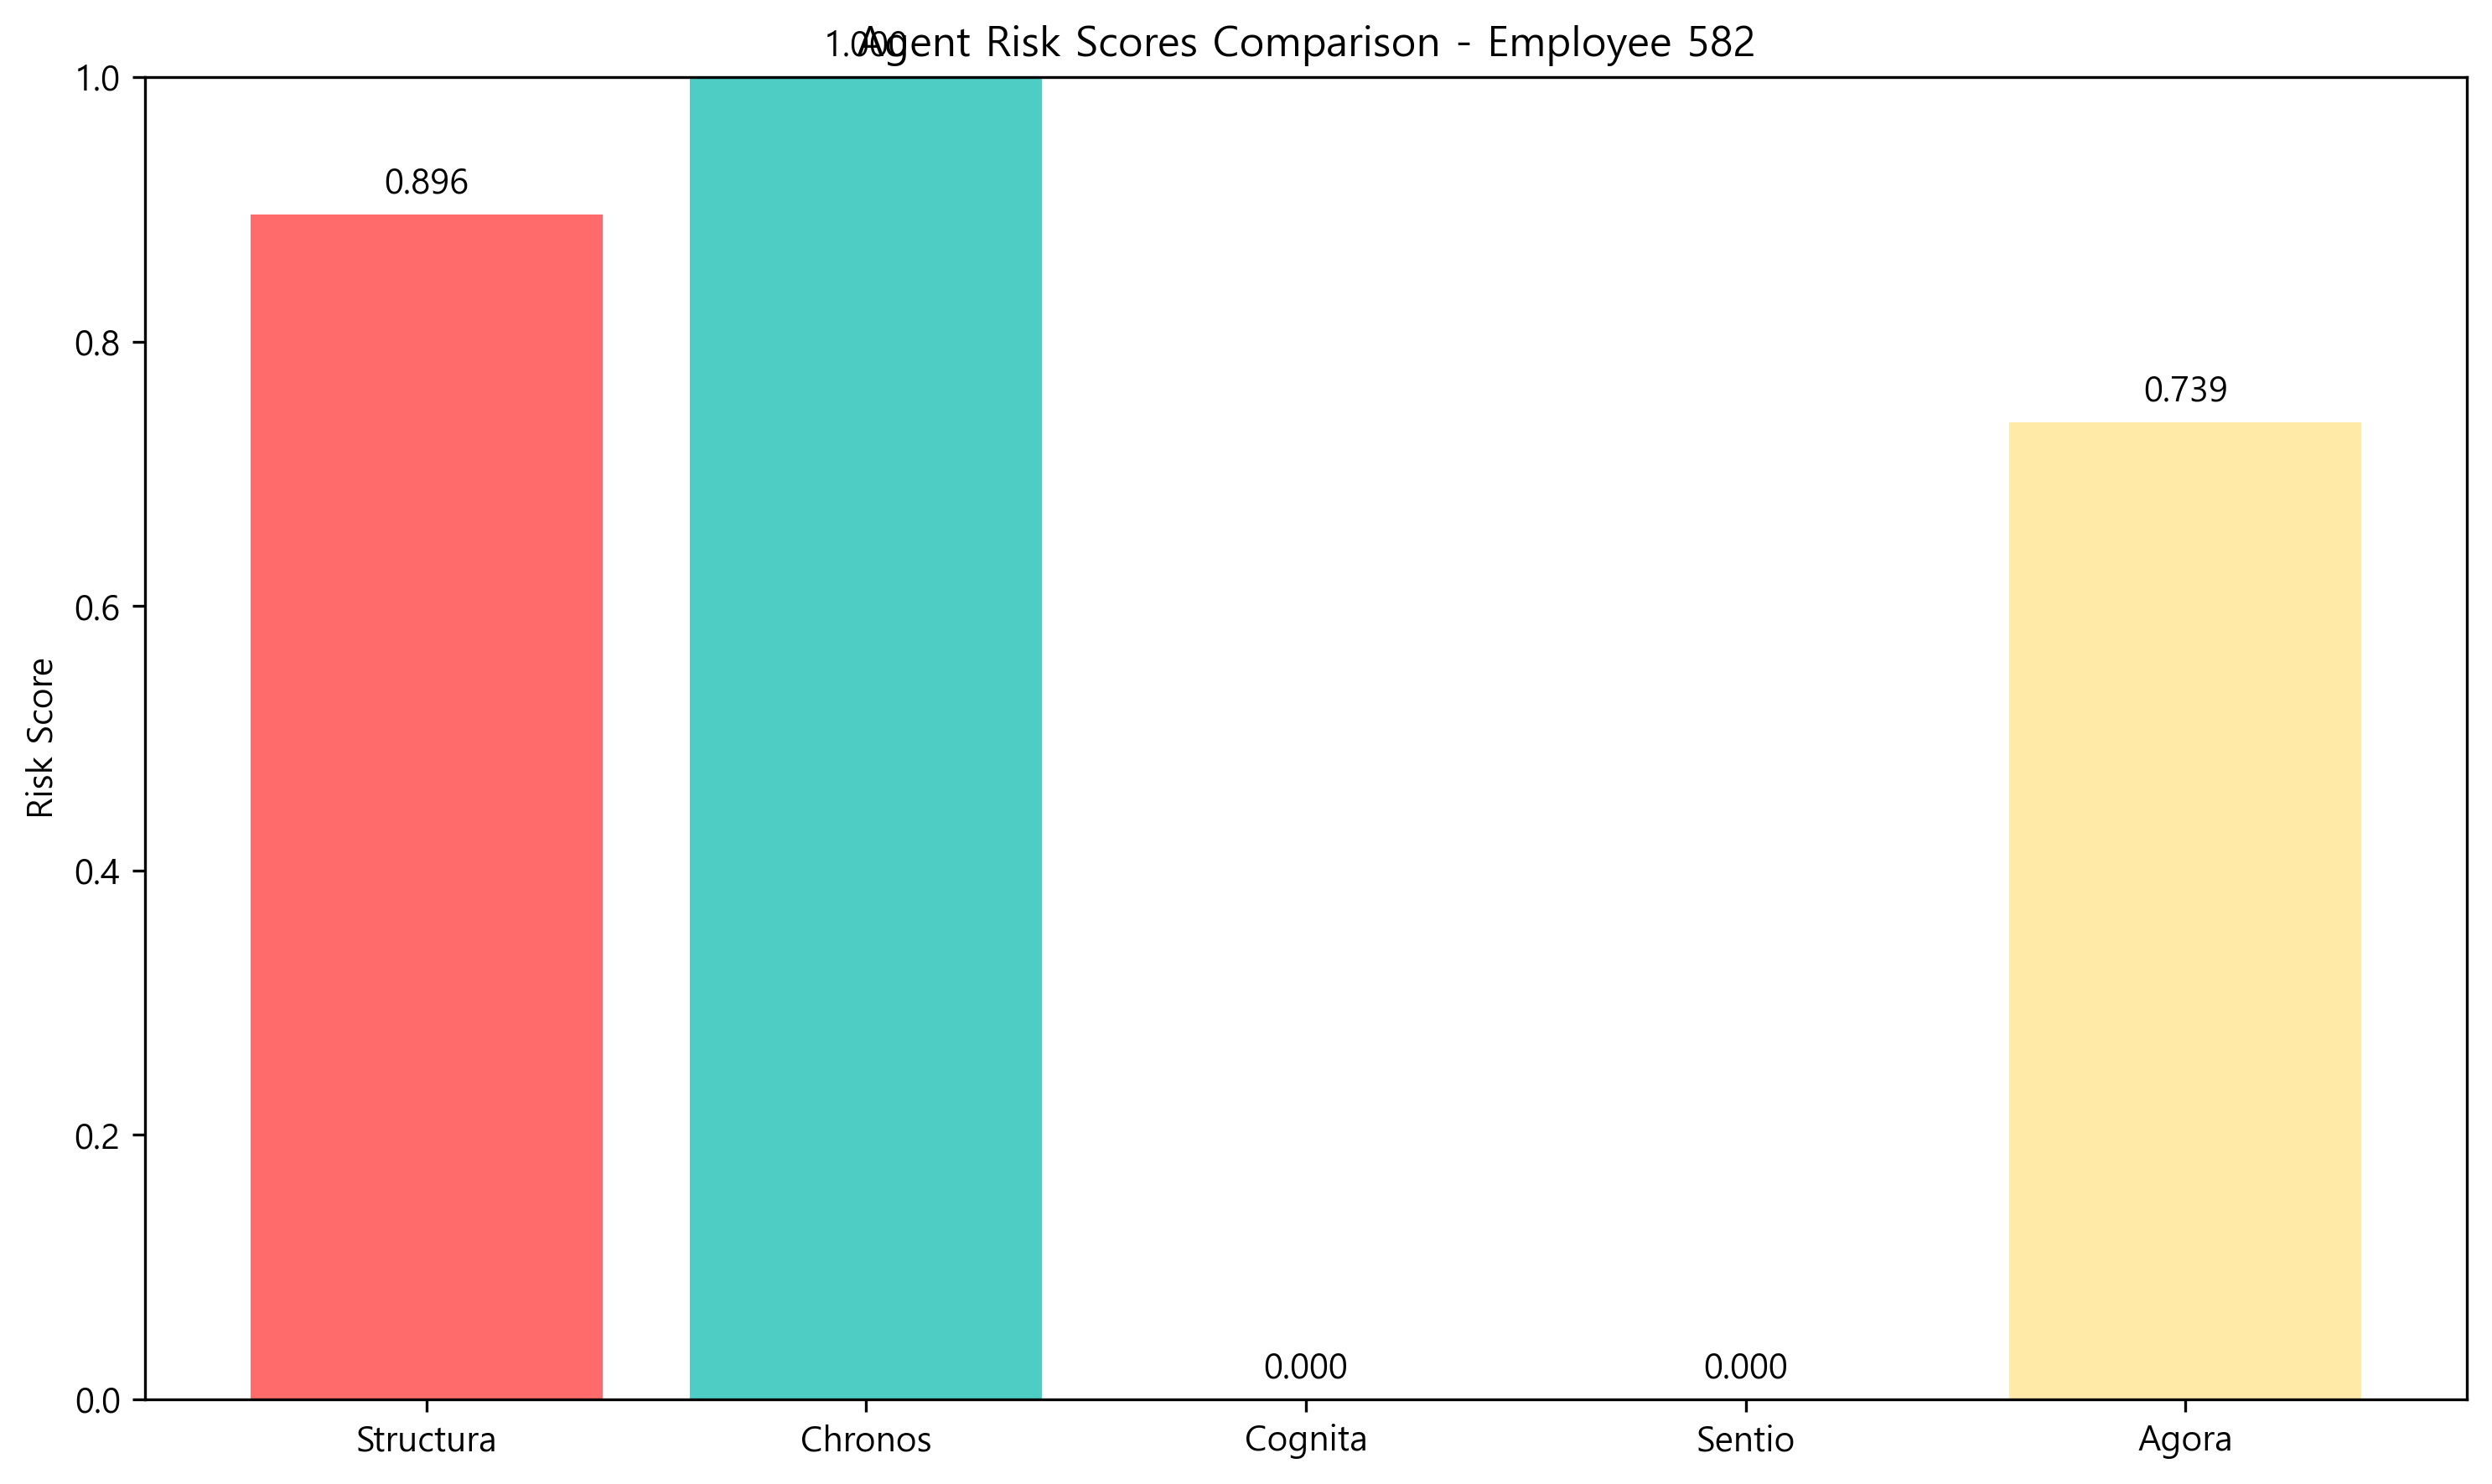 Agent Risk Scores Comparison - Employee 582
1.000
1.0
0.896
0.8
0.739
0.6
Risk Score
0.4
0.2
0.000
0.000
0.0
Structura
Chronos
Cognita
Sentio
Agora